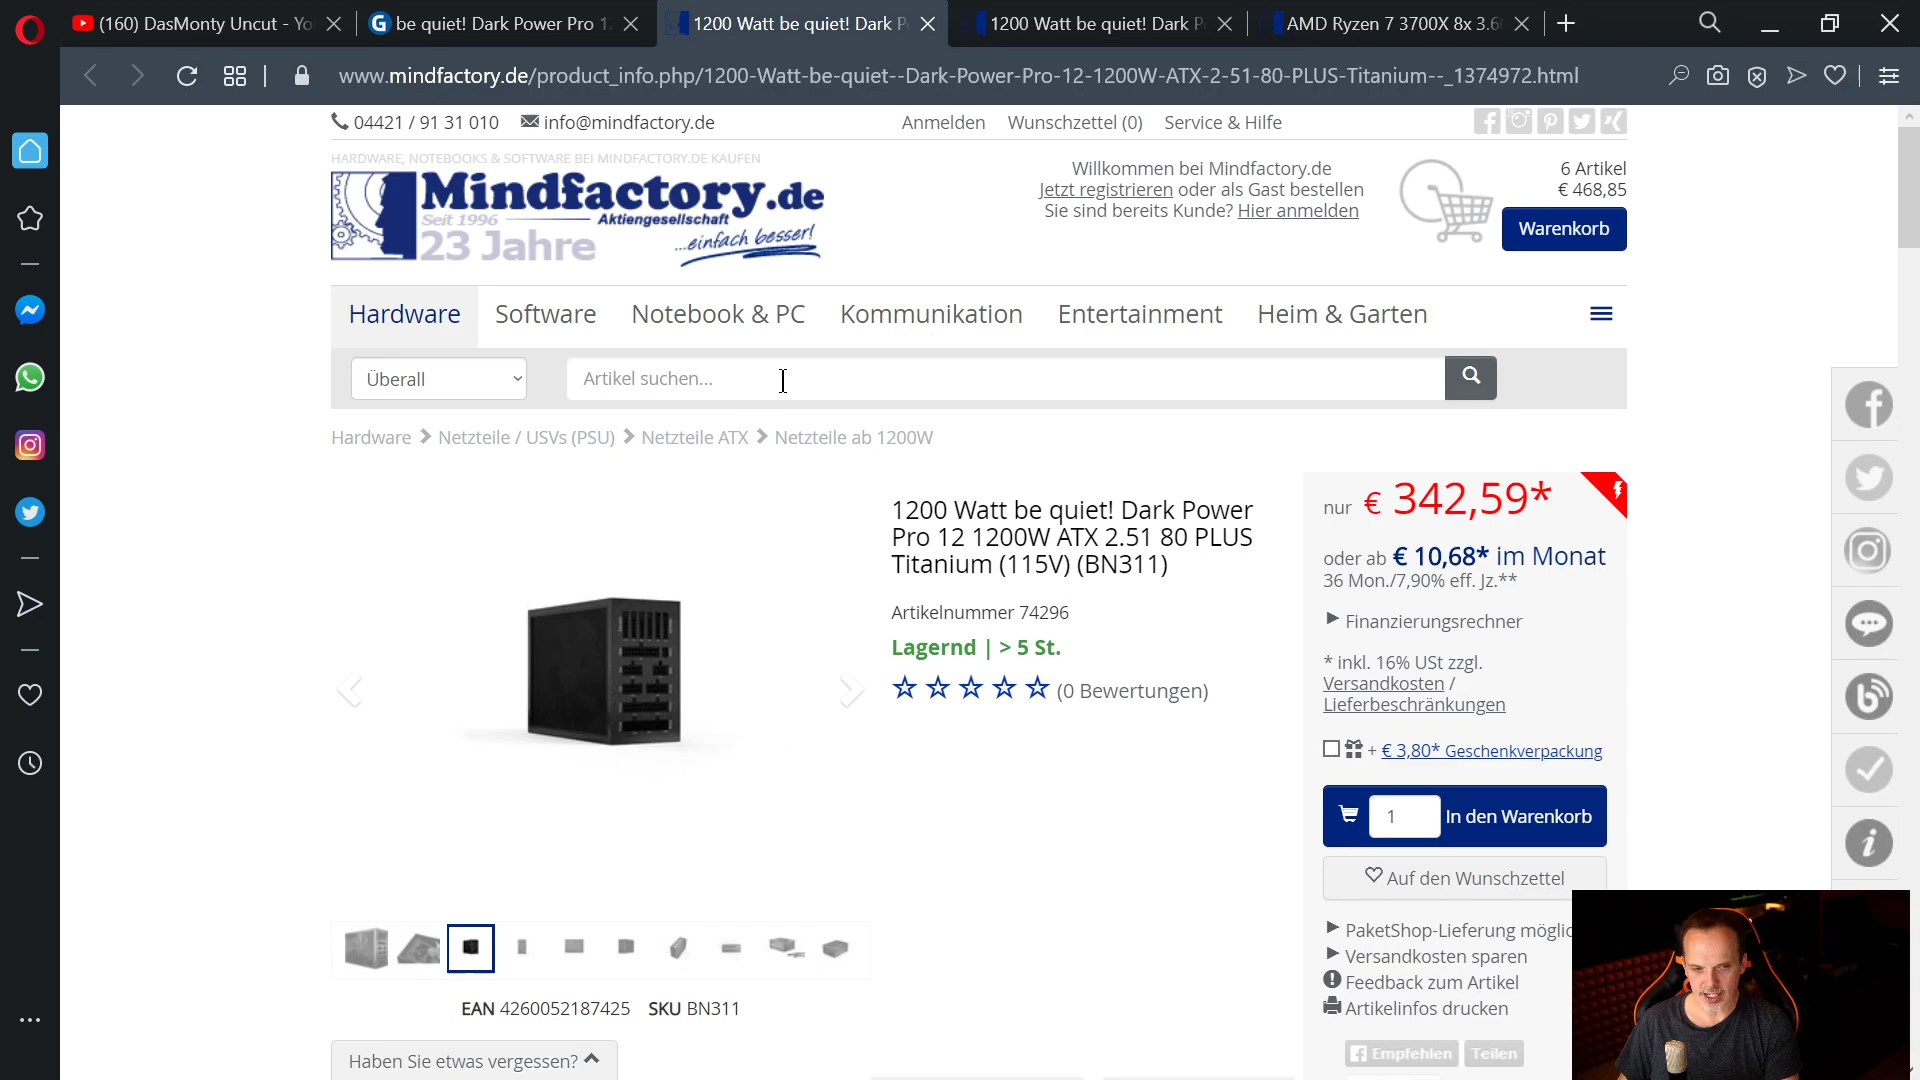 (160) DasMonty Uncut - Yo
be quiet! Dark Power Pro 1
1200 Watt be quiet! Dark P
1200 Watt be quiet! Dark P
AMD Ryzen 7 3700X 8x 3.6
www.mindfactory.de/product_info.php/1200-Watt-be-quiet--Dark-Power-Pro-12-1200W-ATX-2-51-80-PLUS-Titanium--_1374972.html
04421 / 91 31 010 info@mindfactory.de
Anmelden Wunschzettel (0) Service & Hilfe
HARDWARE, NOTEBOOKS & SOFTWARE BEI MINDFACTORY.DE KAUFEN
Mindfactory.de
Seit 1996 Aktiengesellschaft
23 Jahre ...einfach besser!
Willkommen bei Mindfactory.de
Jetzt registrieren oder als Gast bestellen
Sie sind bereits Kunde? Hier anmelden
6 Artikel
€ 468,85
Warenkorb
Hardware Software Notebook & PC Kommunikation Entertainment Heim & Garten
Überall Artikel suchen...
Hardware Netzteile / USVs (PSU) Netzteile ATX Netzteile ab 1200W
1200 Watt be quiet! Dark Power
Pro 12 1200W ATX 2.51 80 PLUS
Titanium (115V) (BN311)
Artikelnummer 74296
Lagernd | > 5 St.
(0 Bewertungen)
nur € 342,59*
oder ab € 10,68* im Monat
36 Mon./7,90% eff. Jz.**
Finanzierungsrechner
* inkl. 16% USt zzgl.
Versandkosten /
Lieferbeschränkungen
+ € 3,80* Geschenkverpackung
1 In den Warenkorb
Auf den Wunschzettel
PaketShop-Lieferung möglic
Versandkosten sparen
Feedback zum Artikel
Artikelinfos drucken
Empfehlen Teilen
EAN 4260052187425 SKU BN311
Haben Sie etwas vergessen?